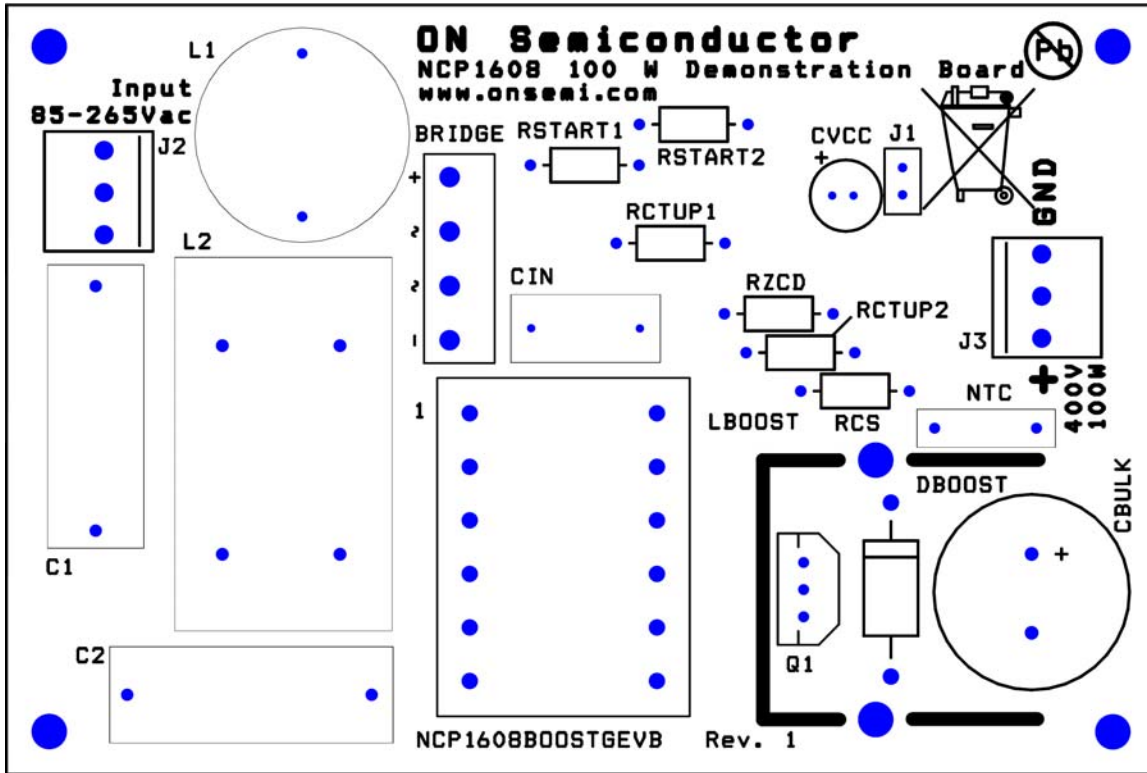 ON Semiconductor
NCP1608 100 W Demonstration Board
www.onsemi.com
Pb
L1
Input
85-265Vac
J2
BRIDGE
+
~
~
-
RSTART1
RSTART2
CVCC
+
J1
GND
RCTUP1
L2
CIN
RZCD
RCTUP2
J3
+
400V
100W
NTC
1
LBOOST
RCS
DBOOST
CBULK
+
C1
Q1
C2
NCP1608BOOSTGEVB Rev. 1